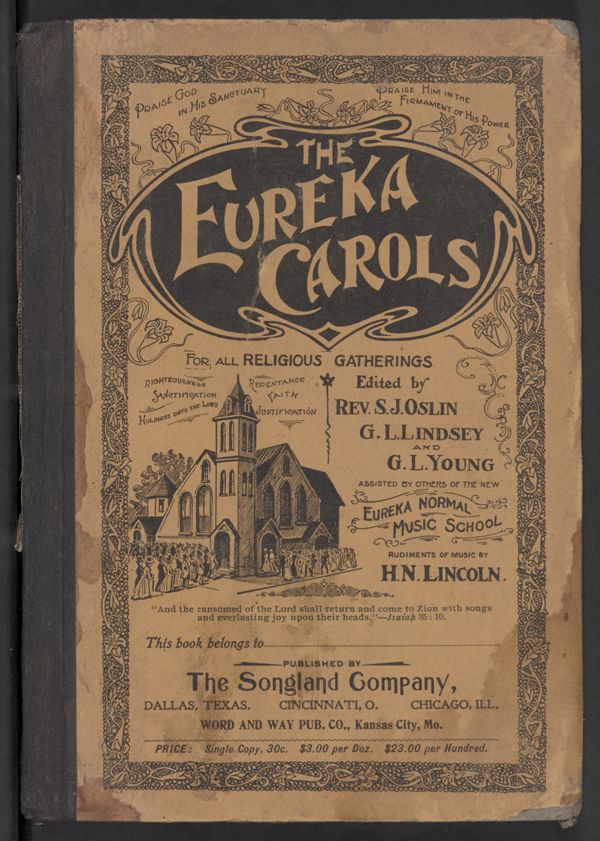 PRAISE GOD
IN HIS SANCTUARY
PRAISE HIM IN THE
FIRMAMENT OF HIS POWER
THE
EUREKA
CAROLS
FOR ALL RELIGIOUS GATHERINGS.
RIGHTEOUSNESS
SANCTIFICATION
HOLINESS UNTO THE LORD
REPENTANCE
FAITH
JUSTIFICATION
Edited by
REV. S. J. OSLIN
G. L. LINDSEY
AND
G. L. YOUNG
ASSISTED BY OTHERS OF THE NEW
EUREKA NORMAL
MUSIC SCHOOL
RUDIMENTS OF MUSIC BY
H. N. LINCOLN.
"And the ransomed of the Lord shall return and come to Zion with songs
and everlasting joy upon their heads."—Isaiah 35:10.
This book belongs to
PUBLISHED BY
The Songland Company,
DALLAS, TEXAS. CINCINNATI, O. CHICAGO, ILL.
WORD AND WAY PUB. CO., Kansas City, Mo.
PRICE: Single Copy, 30c. $3.00 per Doz. $23.00 per Hundred.